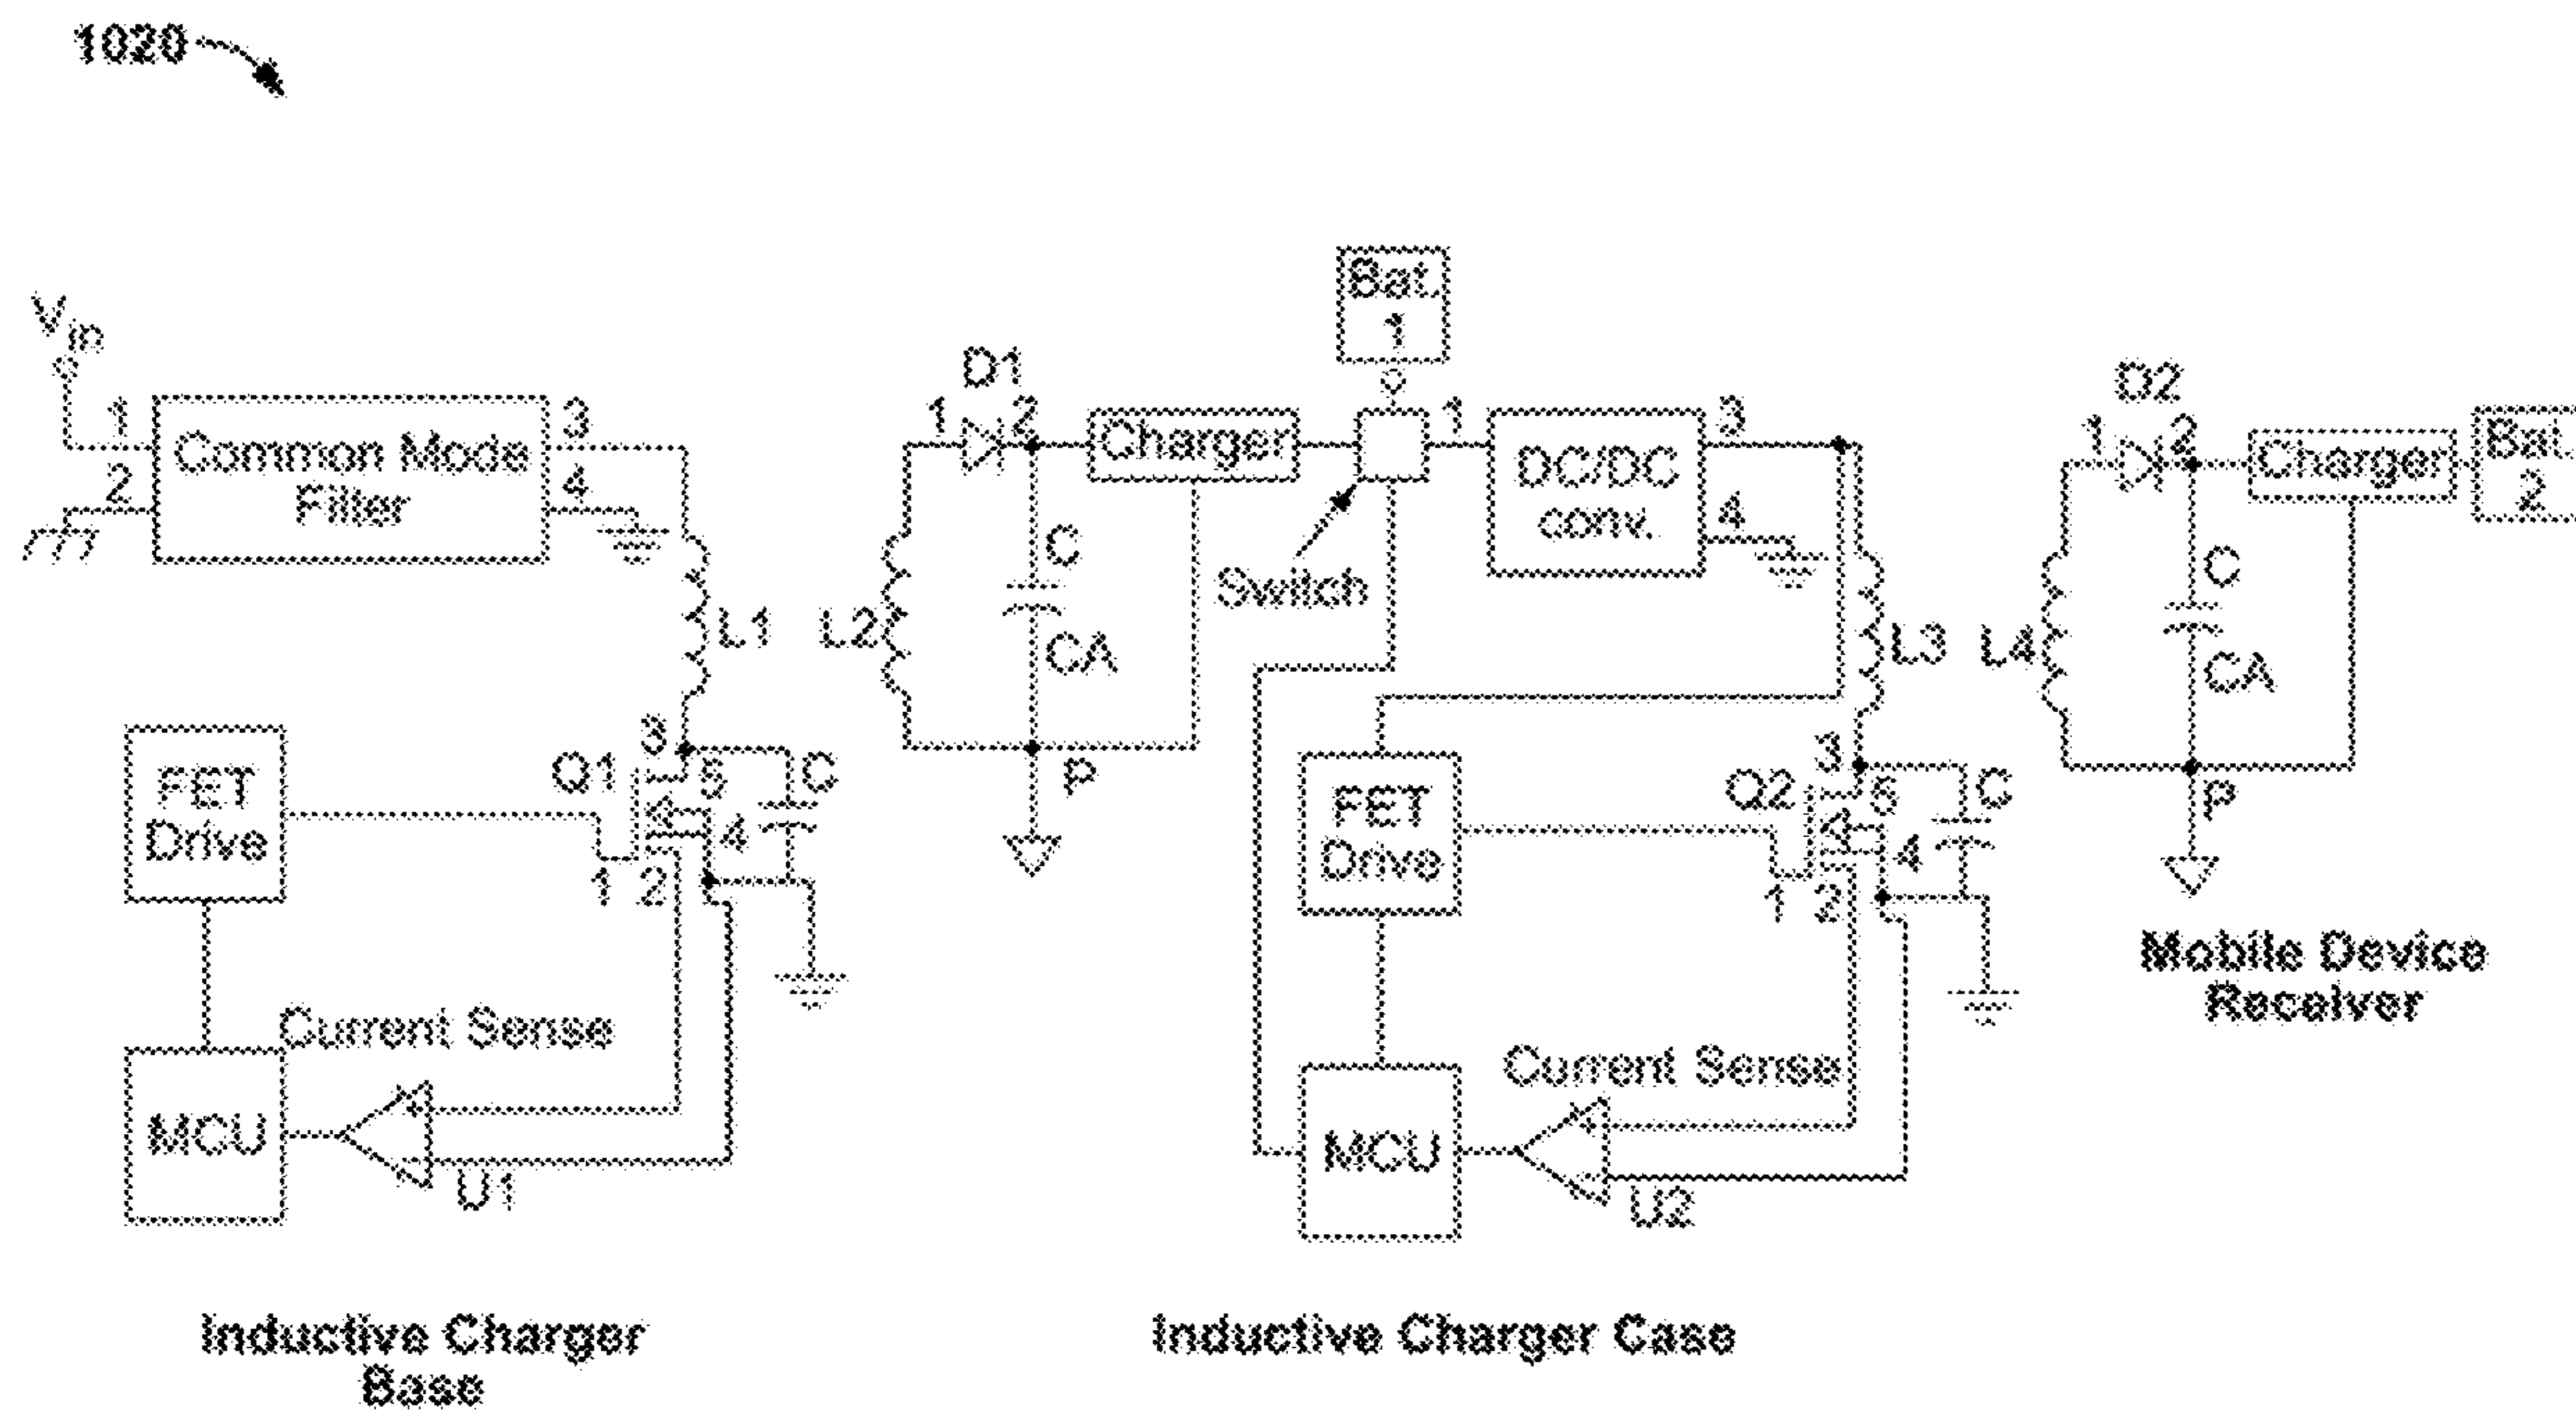 1020
Vin
1
2
Common Mode
Filter
3
4
L1
FET
Drive
Q1
3
5
4
1
2
C
Current Sense
MCU
U1
Inductive Charger
Base
L2
D1
1
2
C
CA
P
Charger
Bat.
1
Switch
1
DC/DC
conv.
3
4
L3
FET
Drive
Q2
3
5
4
1
2
C
Current Sense
MCU
U2
Inductive Charger Case
L4
D2
1
2
C
CA
P
Charger
Bat.
2
Mobile Device
Receiver